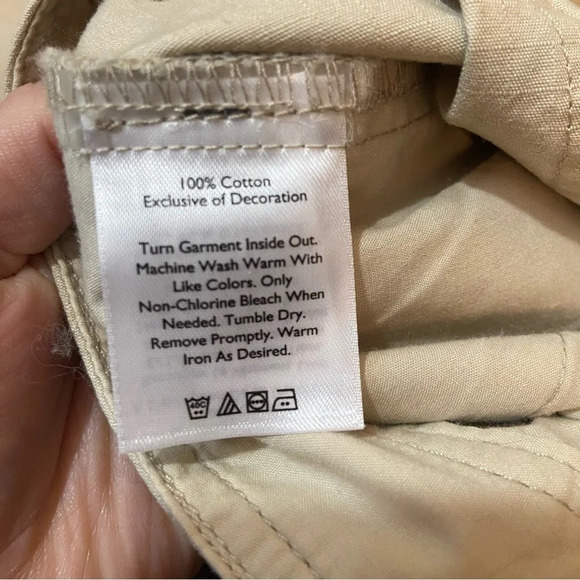 100% Cotton
Exclusive of Decoration
Turn Garment Inside Out.
Machine Wash Warm With
Like Colors. Only
Non-Chlorine Bleach When
Needed. Tumble Dry.
Remove Promptly. Warm
Iron As Desired.
40C